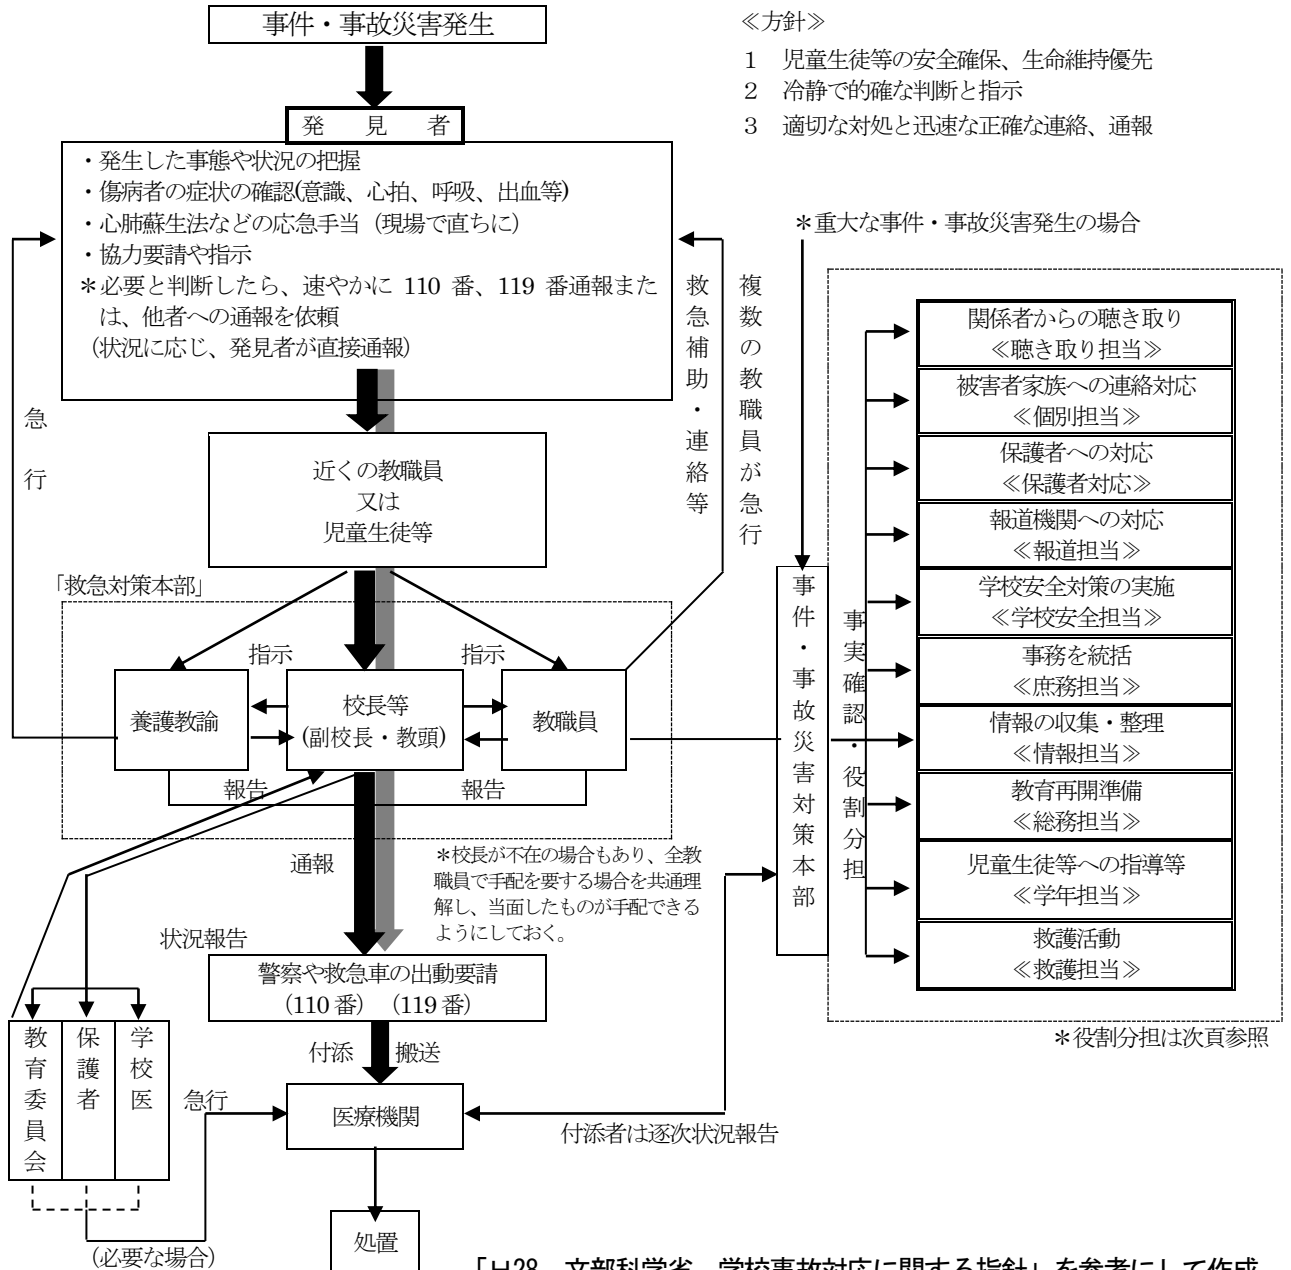 事件・事故災害発生
≪方針≫
1 児童生徒等の安全確保、生命維持優先
2 冷静で的確な判断と指示
3 適切な対処と迅速な正確な連絡、通報
発 見 者
・発生した事態や状況の把握
・傷病者の症状の確認(意識、心拍、呼吸、出血等)
・心肺蘇生法などの応急手当（現場で直ちに）
・協力要請や指示
＊必要と判断したら、速やかに 110 番、119 番通報また
は、他者への通報を依頼
（状況に応じ、発見者が直接通報）
急行
救急補助・連絡等
複数の教職員が急行
近くの教職員
又は
児童生徒等
「救急対策本部」
指示
指示
養護教諭
校長等
(副校長・教頭)
教職員
報告
報告
通報
＊校長が不在の場合もあり、全教
職員で手配を要する場合を共通理
解し、当面したものが手配できる
ようにしておく。
状況報告
警察や救急車の出動要請
（110 番）（119 番）
付添
搬送
教育委員会
保護者
学校医
急行
医療機関
付添者は逐次状況報告
(必要な場合)
処置
＊重大な事件・事故災害発生の場合
事件・事故災害対策本部
事実確認・役割分担
関係者からの聴き取り
≪聴き取り担当≫
被害者家族への連絡対応
≪個別担当≫
保護者への対応
≪保護者対応≫
報道機関への対応
≪報道担当≫
学校安全対策の実施
≪学校安全担当≫
事務を統括
≪庶務担当≫
情報の収集・整理
≪情報担当≫
教育再開準備
≪総務担当≫
児童生徒等への指導等
≪学年担当≫
救護活動
≪救護担当≫
＊役割分担は次頁参照
「H28 文部科学省 学校事故対応に関する指針」を参考にして作成